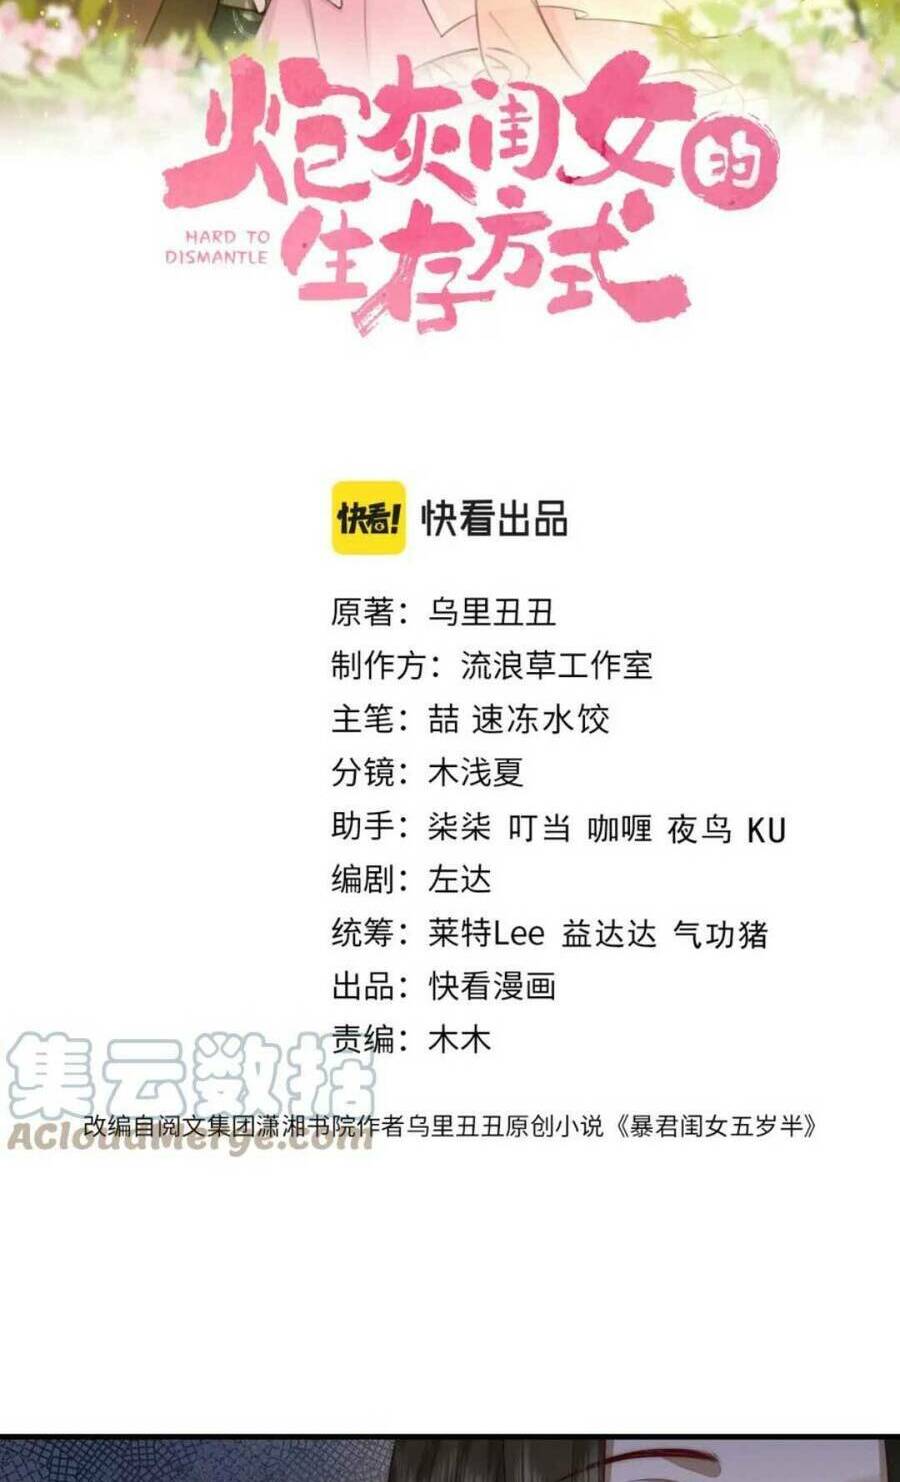 炮灰闺女的
HARD TO
DISMANTLE
生存方式
快看! 快看出品
原著：乌里丑丑
制作方：流浪草工作室
主笔：喆 速冻水饺
分镜：木浅夏
助手：柒柒 叮当 咖喱 夜鸟 KU
编剧：左达
统筹：莱特Lee 益达达 气功猪
出品：快看漫画
责编：木木
集云数据
ACloudMerge.com
改编自阅文集团潇湘书院作者乌里丑丑原创小说《暴君闺女五岁半》